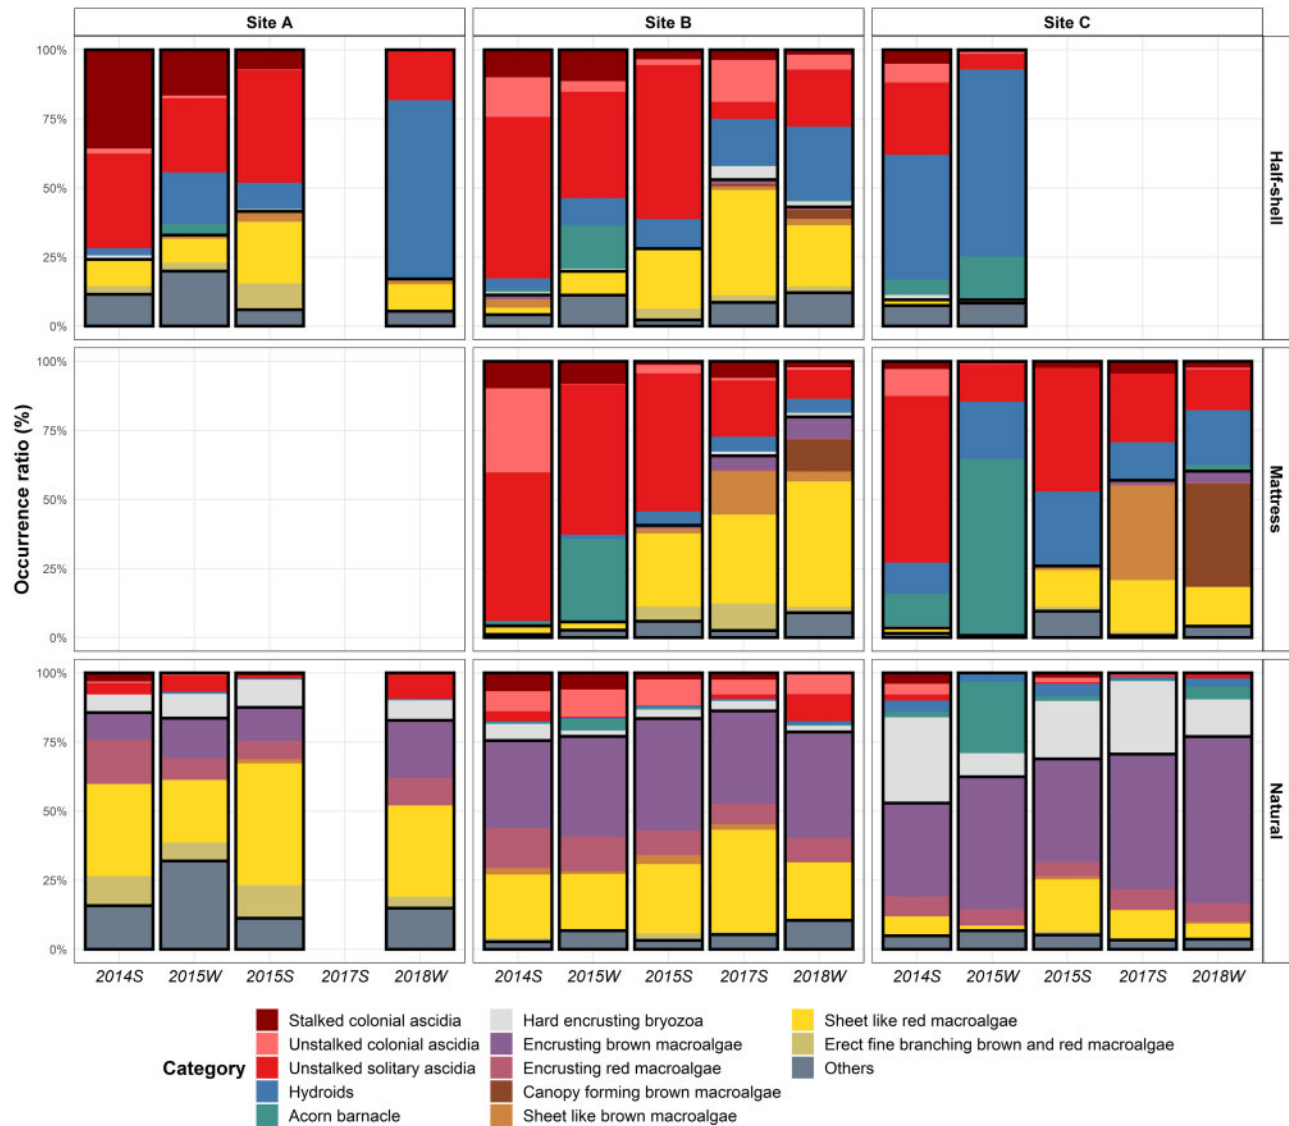 Site A
Site B
Site C
Occurrence ratio (%)
100%
75%
50%
25%
0%
Half-shell
100%
75%
50%
25%
0%
Mattress
100%
75%
50%
25%
0%
Natural
2014S 2015W 2015S 2017S 2018W
2014S 2015W 2015S 2017S 2018W
2014S 2015W 2015S 2017S 2018W
Category
Stalked colonial ascidia
Unstalked colonial ascidia
Unstalked solitary ascidia
Hydroids
Acorn barnacle
Hard encrusting bryozoa
Encrusting brown macroalgae
Encrusting red macroalgae
Canopy forming brown macroalgae
Sheet like brown macroalgae
Sheet like red macroalgae
Erect fine branching brown and red macroalgae
Others